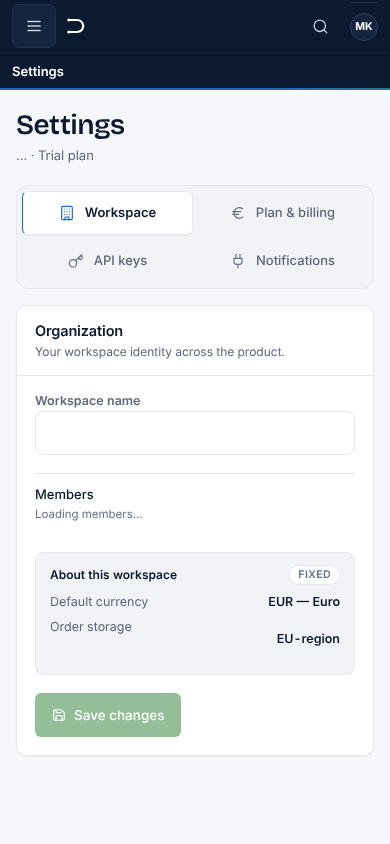 MK
Settings
Settings
... · Trial plan
Workspace
Plan & billing
API keys
Notifications
Organization
Your workspace identity across the product.
Workspace name
Members
Loading members...
About this workspace
FIXED
Default currency
EUR — Euro
Order storage
EU-region
Save changes